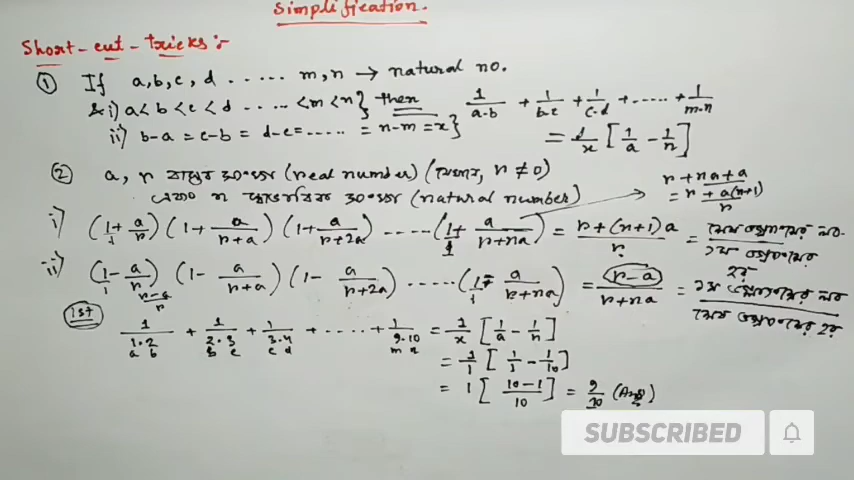 Simplification.
Short-cut-tricks :-
① If a, b, c, d ...... m, n → natural no.
& i) a < b < c < d ..... < m < n } then 1/a·b + 1/b·c + 1/c·d + ..... + 1/m·n
ii) b-a = c-b = d-c = ..... = n-m = x } = 1/x [1/a - 1/n]
② a, r বাস্তব সংখ্যা (real number) (যেখানে, r ≠ 0)
এবং n স্বাভাবিক সংখ্যা (natural number)
r+na+a
= r+a(n+1)/r
i) (1+a/r) (1+a/r+a) (1+a/r+2a) ..... (1+a/r+na) = r+(n+1)a/r =
ii) (1-a/r) (1-a/r+a) (1-a/r+2a) ...... (1-a/r+na) = r-a/r+na =
r-a/r
1st
1/1·2 + 1/2·3 + 1/3·4 + ..... + 1/9·10 = 1/x [1/a - 1/n]
a b b c c d m n
= 1/1 [1/1 - 1/10]
= 1 [10-1/10] = 9/10 (Ans)
SUBSCRIBED